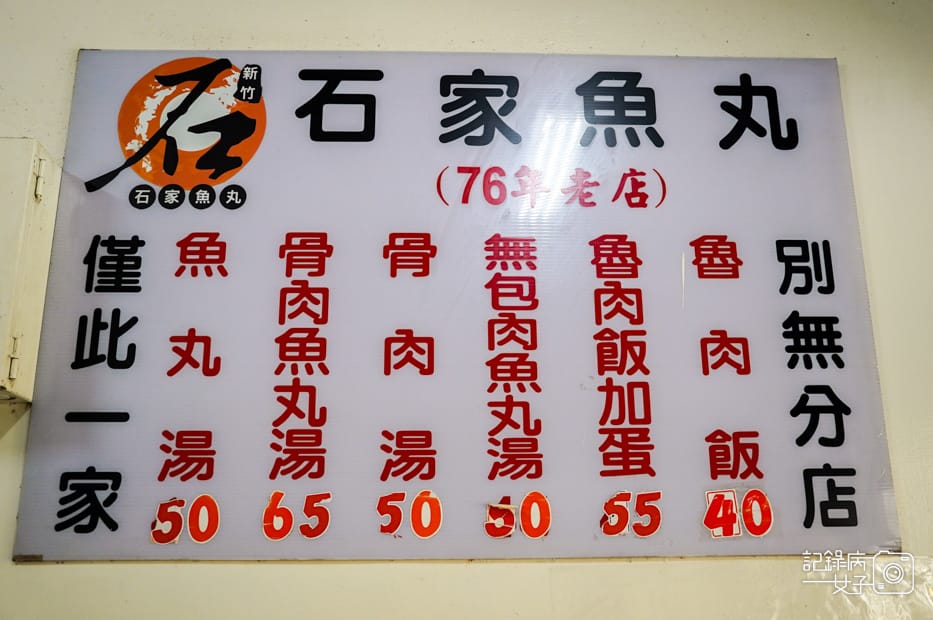 石
新竹
石家魚丸
石家魚丸
(76年老店)
別無分店
魯肉飯
40
魯肉飯加蛋
55
無包肉魚丸湯
50
骨肉湯
50
骨肉魚丸湯
65
魚丸湯
50
僅此一家
記錄病
女子